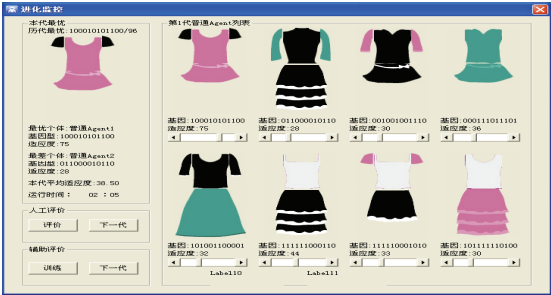 进化监控
本代最优
历代最优:100010101100/96
最优个体:普通Agent1
基因型:100010101100
适应度:75
最差个体:普通Agent2
基因型:011000010110
适应度:28
本代平均适应度:38.50
运行时间: 02 : 05
人工评价
评价 下一代
辅助评价
训练 下一代
第1代普通Agent列表
基因:100010101100 基因:011000010110 基因:001001001110 基因:000111011101
适应度:75 适应度:28 适应度:30 适应度:36
基因:101001100001 基因:111111000110 基因:111110001010 基因:101111110100
适应度:32 适应度:44 适应度:33 适应度:30
Label10 Label11